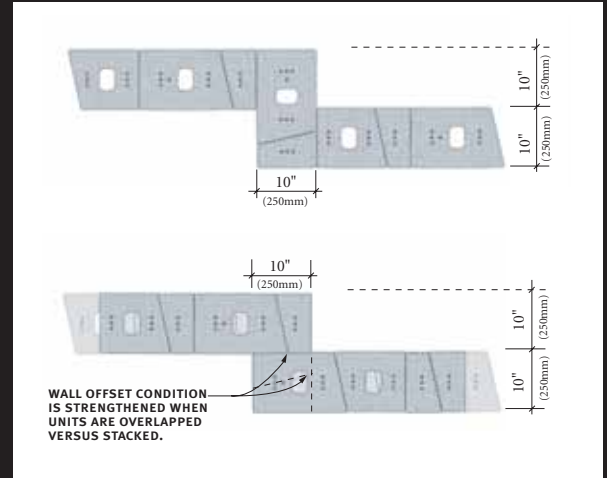 10"
(250mm)
10"
(250mm)
10"
(250mm)
10"
(250mm)
10"
(250mm)
10"
(250mm)
WALL OFFSET CONDITION
IS STRENGTHENED WHEN
UNITS ARE OVERLAPPED
VERSUS STACKED.